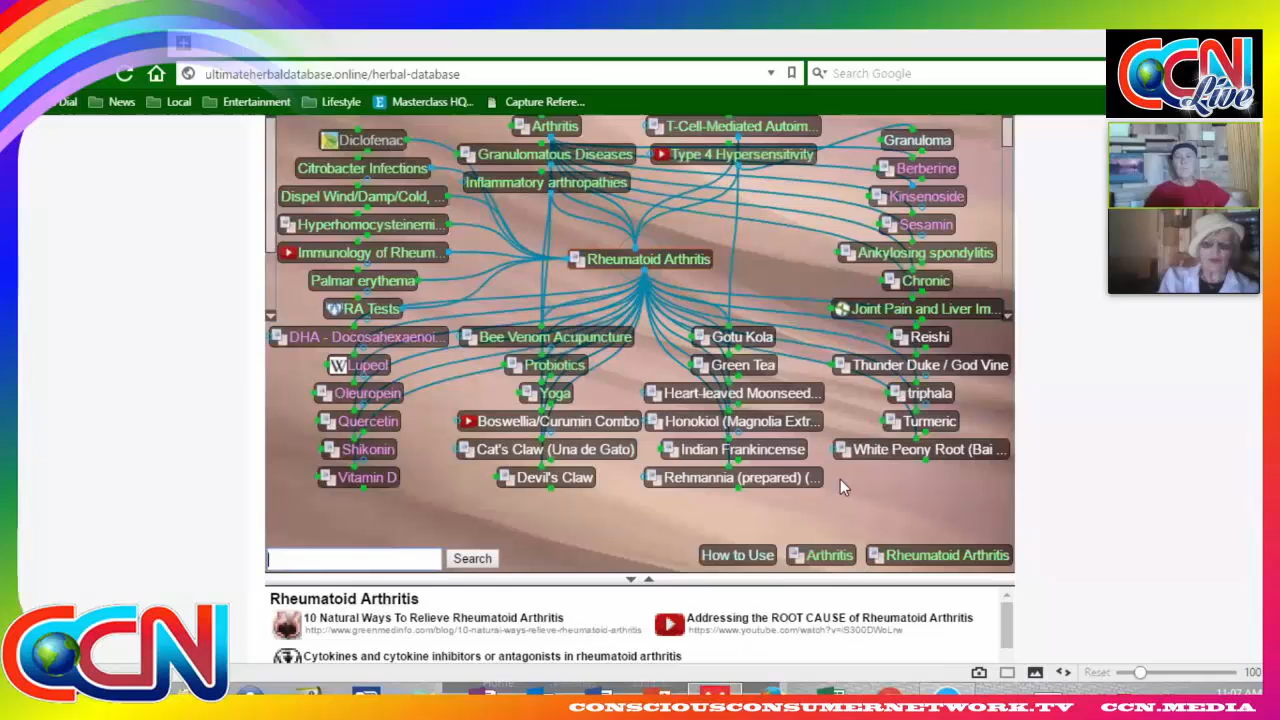 CCN
Live
ultimateherbaldatabase.online/herbal-database
Search Google
Dial
News
Local
Entertainment
Lifestyle
Masterclass HQ...
Capture Refere...
Diclofenac
Arthritis
T-Cell-Mediated Autoim...
Granuloma
Citrobacter Infections
Granulomatous Diseases
Type 4 Hypersensitivity
Berberine
Dispel Wind/Damp/Cold, ...
Inflammatory arthropathies
Kinsenoside
Hyperhomocysteinemi...
Sesamin
Immunology of Rheum...
Rheumatoid Arthritis
Ankylosing spondylitis
Palmar erythema
Chronic
RA Tests
Joint Pain and Liver Im...
DHA - Docosahexaenoi...
Bee Venom Acupuncture
Gotu Kola
Reishi
Lupeol
Probiotics
Green Tea
Thunder Duke / God Vine
Oleuropein
Yoga
Heart-leaved Moonseed...
triphala
Quercetin
Boswellia/Curumin Combo
Honokiol (Magnolia Extr...
Turmeric
Shikonin
Cat's Claw (Una de Gato)
Indian Frankincense
White Peony Root (Bai ...
Vitamin D
Devil's Claw
Rehmannia (prepared) (...
Search
How to Use
Arthritis
Rheumatoid Arthritis
Rheumatoid Arthritis
10 Natural Ways To Relieve Rheumatoid Arthritis
http://www.greenmedinfo.com/blog/10-natural-ways-relieve-rheumatoid-arthritis
Addressing the ROOT CAUSE of Rheumatoid Arthritis
Cytokines and cytokine inhibitors or antagonists in rheumatoid arthritis
Reset
100
11:07 AM
CCN
CONSCIOUSCONSUMERNETWORK.TV CCN.MEDIA